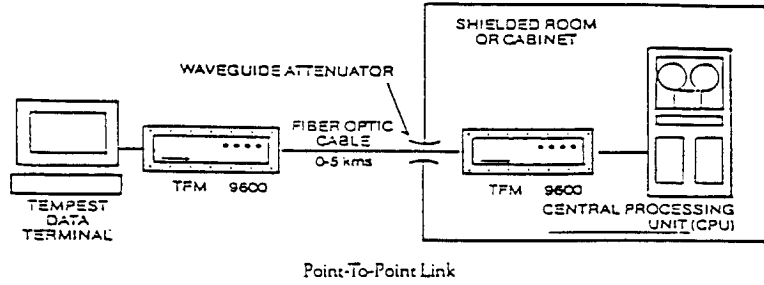 SHIELDED ROOM
OR CABINET
WAVEGUIDE ATTENUATOR
FIBER OPTIC
CABLE
0-5 kms
TFM 9600
TFM 9600
TEMPEST
DATA
TERMINAL
CENTRAL PROCESSING
UNIT (CPU)
Point-To-Point Link